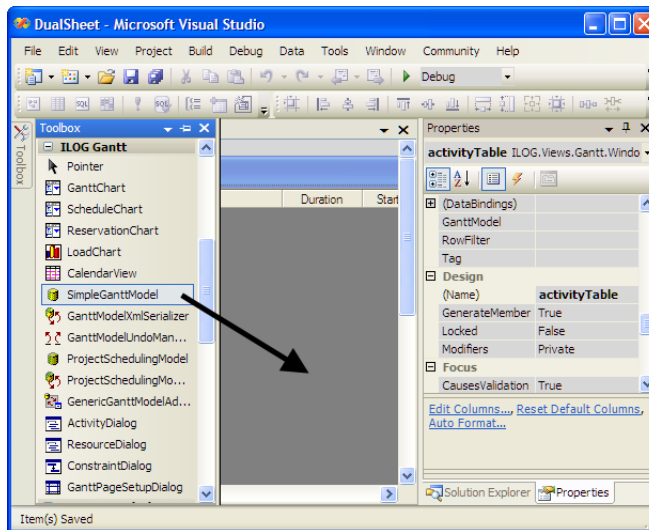 DualSheet - Microsoft Visual Studio
File Edit View Project Build Debug Data Tools Window Community Help
Debug
SQL
Toolbox
Toolbox
ILOG Gantt
Pointer
GanttChart
ScheduleChart
ReservationChart
LoadChart
CalendarView
SimpleGanttModel
GanttModelXmlSerializer
GanttModelUndoMan...
ProjectSchedulingModel
ProjectSchedulingMo...
GenericGanttModelAd...
ActivityDialog
ResourceDialog
ConstraintDialog
GanttPageSetupDialog
Duration Start
Properties
activityTable ILOG.Views.Gantt.Windo
(DataBindings)
GanttModel
RowFilter
Tag
Design
(Name) activityTable
GenerateMember True
Locked False
Modifiers Private
Focus
CausesValidation True
Edit Columns..., Reset Default Columns,
Auto Format...
Solution Explorer Properties
Item(s) Saved